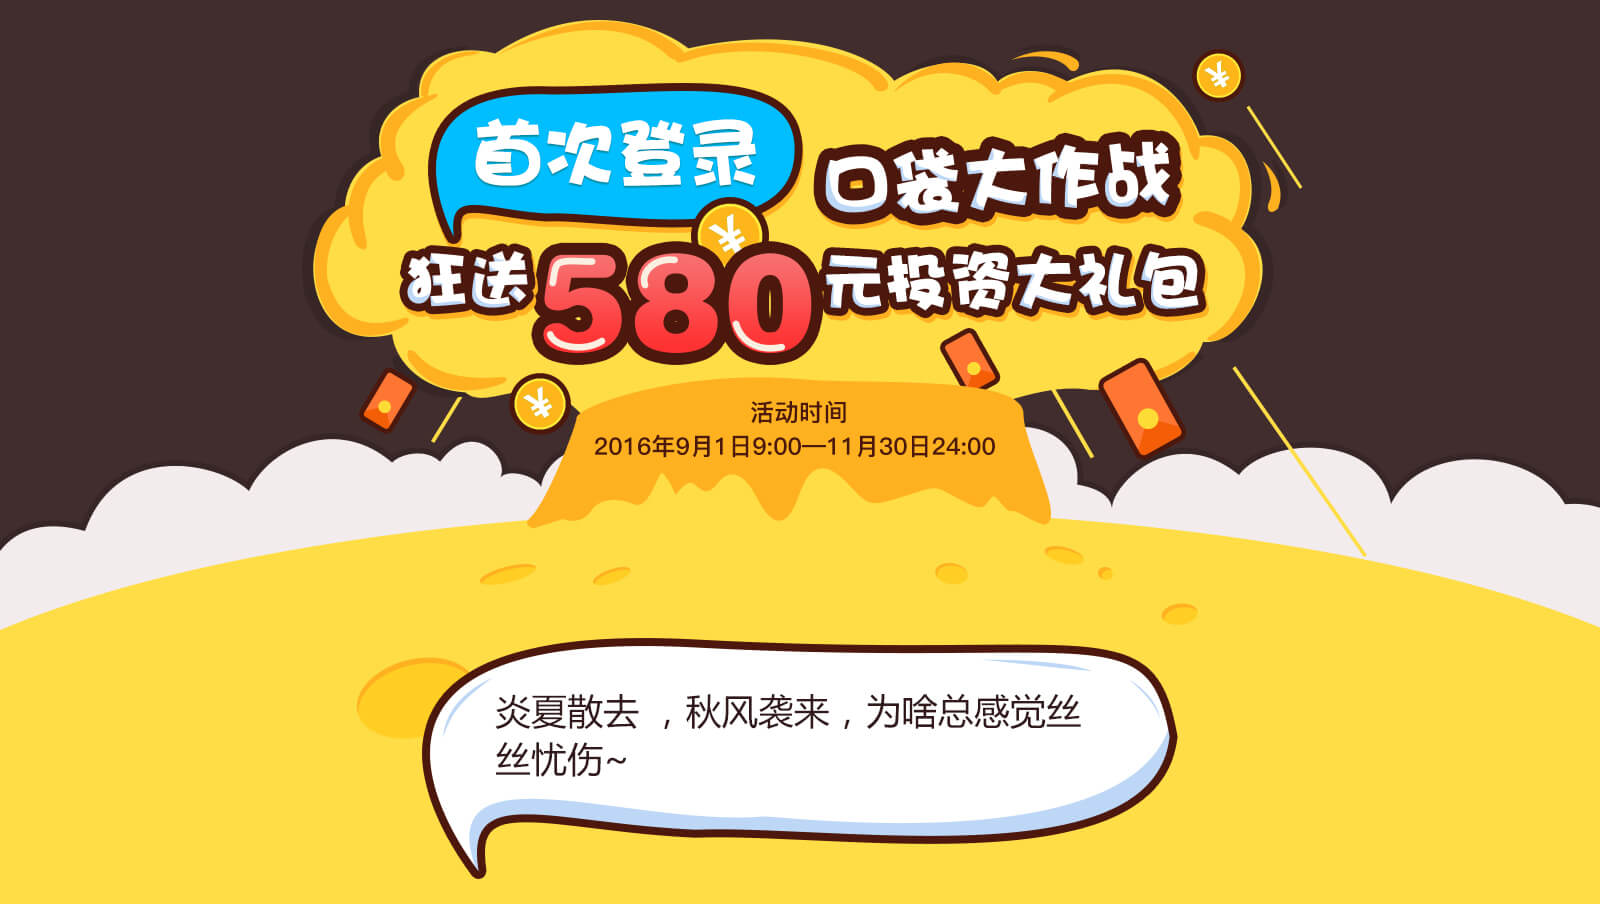 首次登录
口袋大作战
狂送580元投资大礼包
活动时间
2016年9月1日9:00—11月30日24:00
炎夏散去 ，秋风袭来，为啥总感觉丝
丝忧伤~